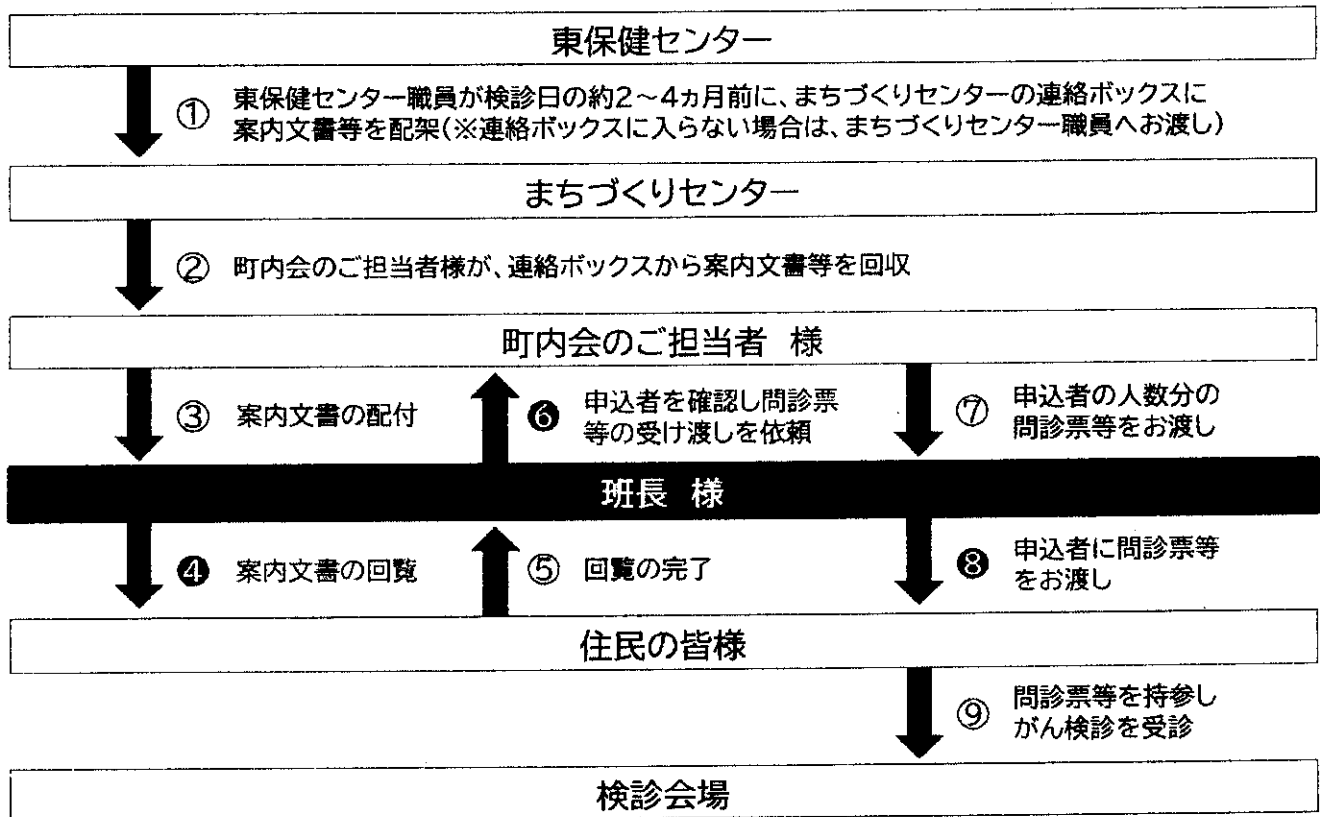 東保健センター
① 東保健センター職員が検診日の約2～4ヵ月前に、まちづくりセンターの連絡ボックスに
案内文書等を配架(※連絡ボックスに入らない場合は、まちづくりセンター職員へお渡し)
まちづくりセンター
② 町内会のご担当者様が、連絡ボックスから案内文書等を回収
町内会のご担当者 様
③ 案内文書の配付
❻ 申込者を確認し問診票
等の受け渡しを依頼
⑦ 申込者の人数分の
問診票等をお渡し
班長 様
❹ 案内文書の回覧
⑤ 回覧の完了
❽ 申込者に問診票等
をお渡し
住民の皆様
⑨ 問診票等を持参し
がん検診を受診
検診会場